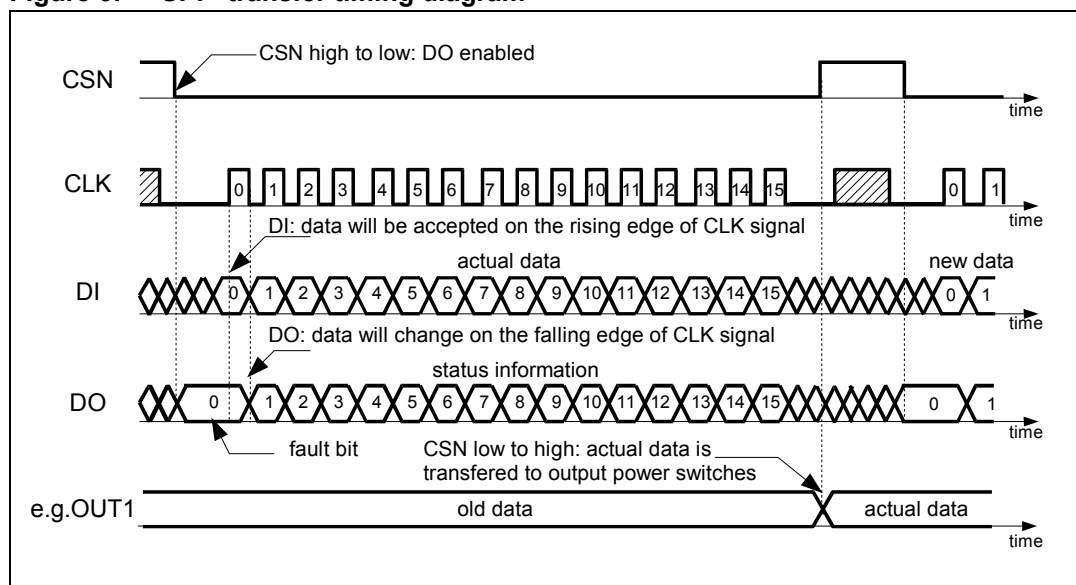 CSN high to low: DO enabled
CSN
time
CLK
0 1 2 3 4 5 6 7 8 9 10 11 12 13 14 15 0 1
time
DI: data will be accepted on the rising edge of CLK signal
actual data
new data
DI
0 1 2 3 4 5 6 7 8 9 10 11 12 13 14 15 0 1
time
DO: data will change on the falling edge of CLK signal
status information
DO
0 1 2 3 4 5 6 7 8 9 10 11 12 13 14 15 0 1
time
fault bit
CSN low to high: actual data is
transfered to output power switches
e.g.OUT1
old data
actual data
time